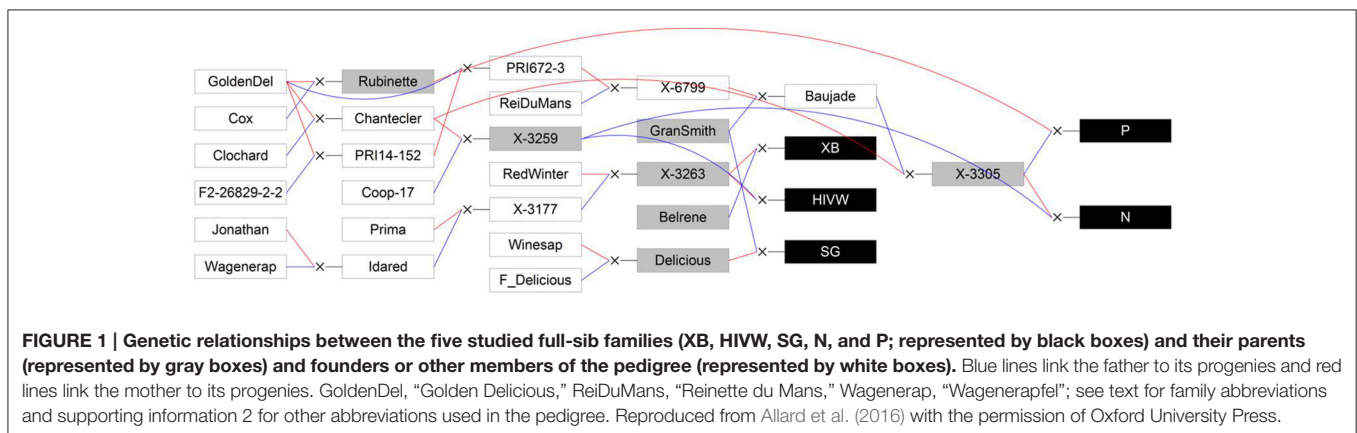 GoldenDel
Cox
Clochard
F2-26829-2-2
Jonathan
Wagenerap
Rubinette
Chantecler
PRI14-152
Coop-17
Prima
Idared
PRI672-3
ReiDuMans
X-3259
RedWinter
X-3177
Winesap
F_Delicious
X-6799
GranSmith
X-3263
Belrene
Delicious
Baujade
XB
HIVW
SG
X-3305
P
N
FIGURE 1 | Genetic relationships between the five studied full-sib families (XB, HIVW, SG, N, and P; represented by black boxes) and their parents
(represented by gray boxes) and founders or other members of the pedigree (represented by white boxes). Blue lines link the father to its progenies and red
lines link the mother to its progenies. GoldenDel, “Golden Delicious,” ReiDuMans, “Reinette du Mans,” Wagenerap, “Wagenerapfel”; see text for family abbreviations
and supporting information 2 for other abbreviations used in the pedigree. Reproduced from Allard et al. (2016) with the permission of Oxford University Press.